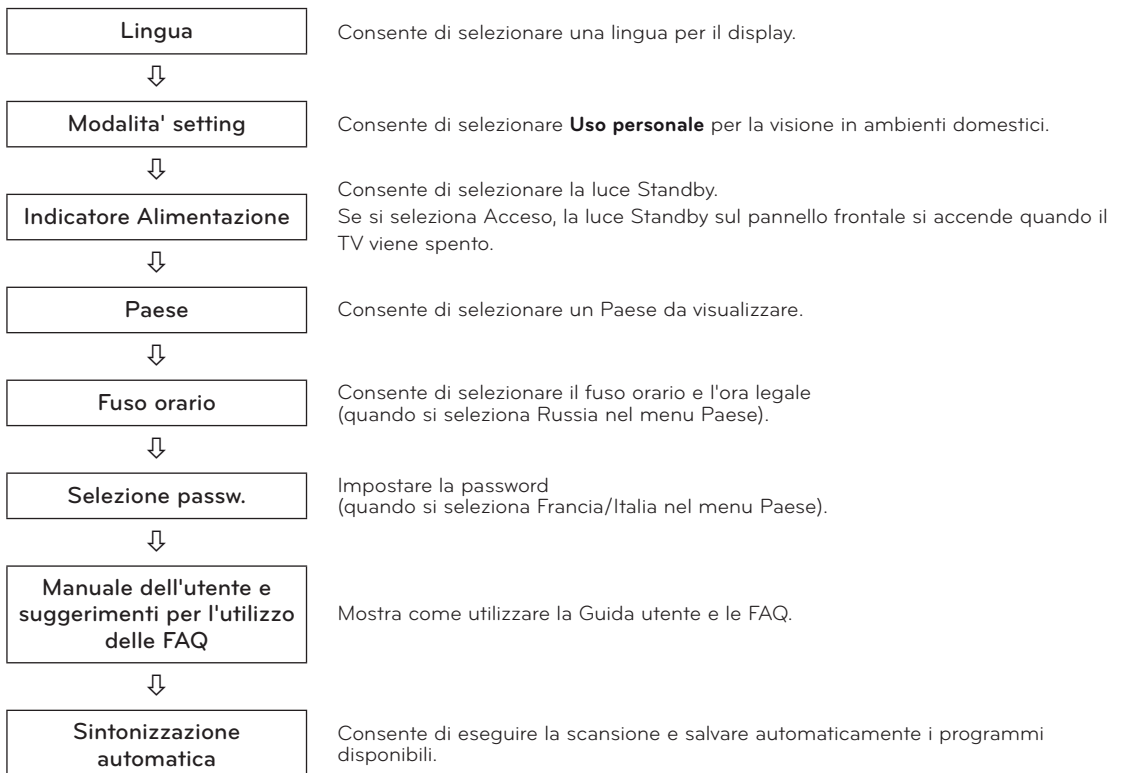 Lingua
Consente di selezionare una lingua per il display.
⇩
Modalita' setting
Consente di selezionare Uso personale per la visione in ambienti domestici.
⇩
Indicatore Alimentazione
Consente di selezionare la luce Standby.
Se si seleziona Acceso, la luce Standby sul pannello frontale si accende quando il
TV viene spento.
⇩
Paese
Consente di selezionare un Paese da visualizzare.
⇩
Fuso orario
Consente di selezionare il fuso orario e l'ora legale
(quando si seleziona Russia nel menu Paese).
⇩
Selezione passw.
Impostare la password
(quando si seleziona Francia/Italia nel menu Paese).
⇩
Manuale dell'utente e
suggerimenti per l'utilizzo
delle FAQ
Mostra come utilizzare la Guida utente e le FAQ.
⇩
Sintonizzazione
automatica
Consente di eseguire la scansione e salvare automaticamente i programmi
disponibili.